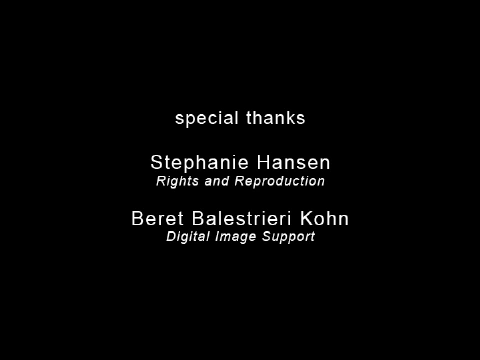 special thanks
Stephanie Hansen
Rights and Reproduction
Beret Balestrieri Kohn
Digital Image Support